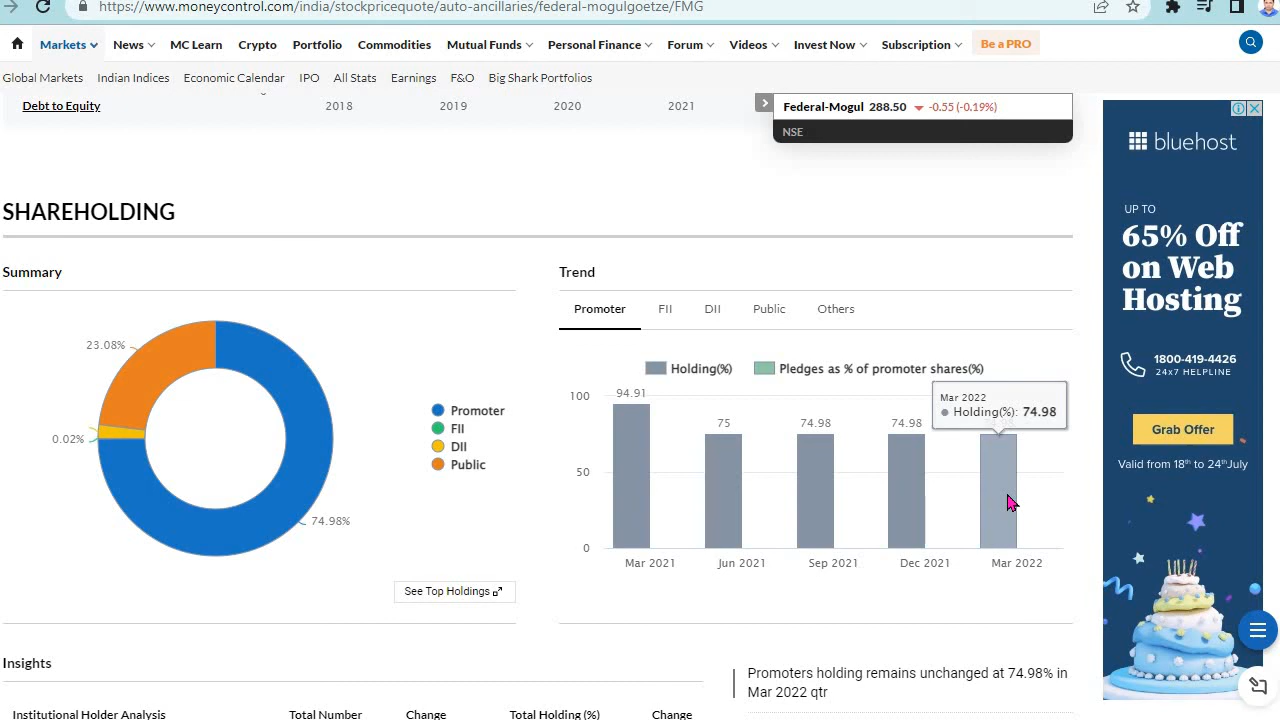 https://www.moneycontrol.com/india/stockpricequote/auto-ancillaries/federal-mogulgoetze/FMG
Markets News MC Learn Crypto Portfolio Commodities Mutual Funds Personal Finance Forum Videos Invest Now Subscription Be a PRO
Global Markets Indian Indices Economic Calendar IPO All Stats Earnings F&O Big Shark Portfolios
Debt to Equity 2018 2019 2020 2021
Federal-Mogul 288.50 -0.55 (-0.19%)
NSE
SHAREHOLDING
Summary
23.08%
0.02%
74.98%
Promoter
FII
DII
Public
See Top Holdings
Trend
Promoter FII DII Public Others
Holding(%) Pledges as % of promoter shares(%)
100
50
0
94.91 75 74.98 74.98
Mar 2022
Holding(%): 74.98
Mar 2021 Jun 2021 Sep 2021 Dec 2021 Mar 2022
Insights
Institutional Holder Analysis Total Number Change Total Holding (%) Change
Promoters holding remains unchanged at 74.98% in
Mar 2022 qtr
bluehost
UP TO
65% Off
on Web
Hosting
1800-419-4426
24x7 HELPLINE
Grab Offer
Valid from 18th to 24thJuly